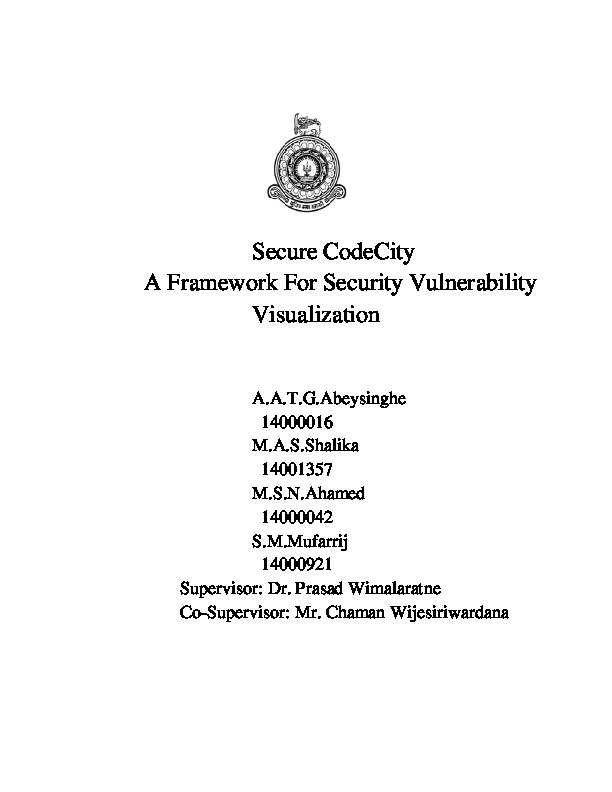 Secure CodeCity
A Framework For Security Vulnerability
Visualization
A.A.T.G.Abeysinghe
14000016
M.A.S.Shalika
14001357
M.S.N.Ahamed
14000042
S.M.Mufarrij
14000921
Supervisor: Dr. Prasad Wimalaratne
Co-Supervisor: Mr. Chaman Wijesiriwardana